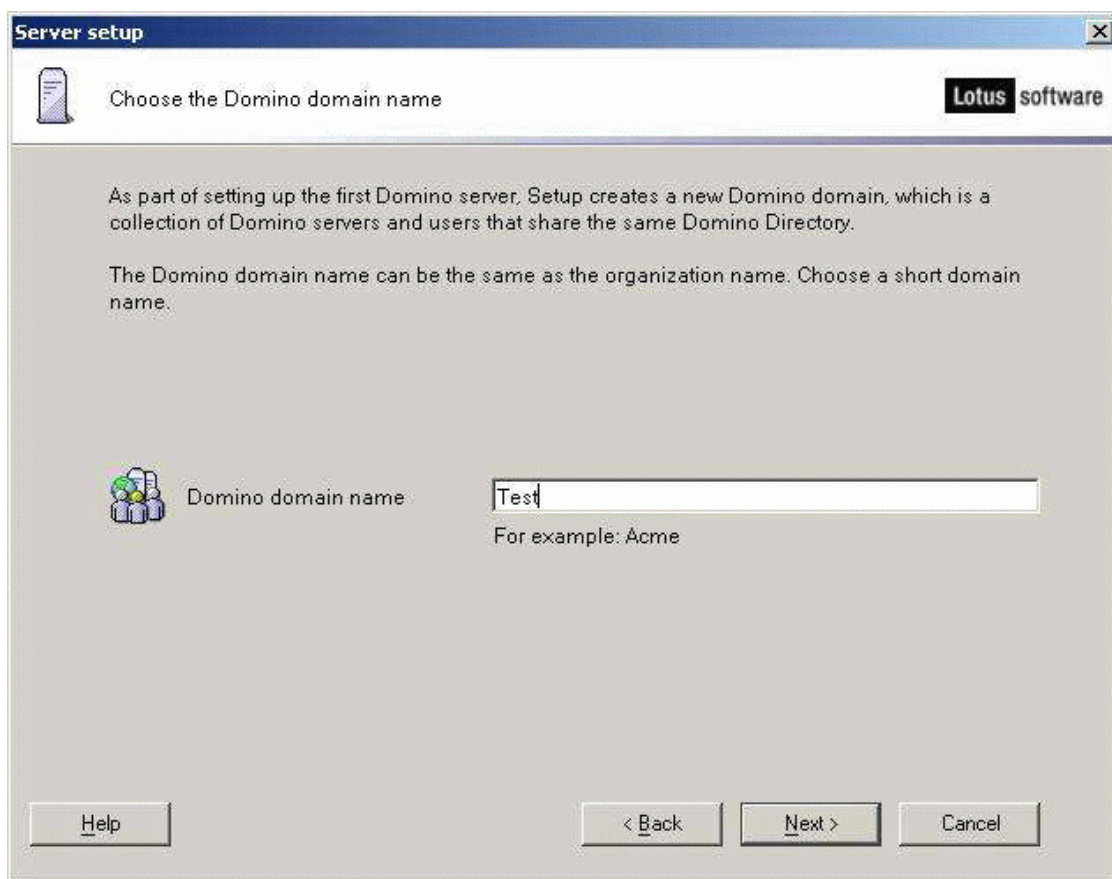 Server setup
Choose the Domino domain name
Lotus software
As part of setting up the first Domino server, Setup creates a new Domino domain, which is a
collection of Domino servers and users that share the same Domino Directory.
The Domino domain name can be the same as the organization name. Choose a short domain
name.
Domino domain name
Test
For example: Acme
Help
< Back
Next >
Cancel